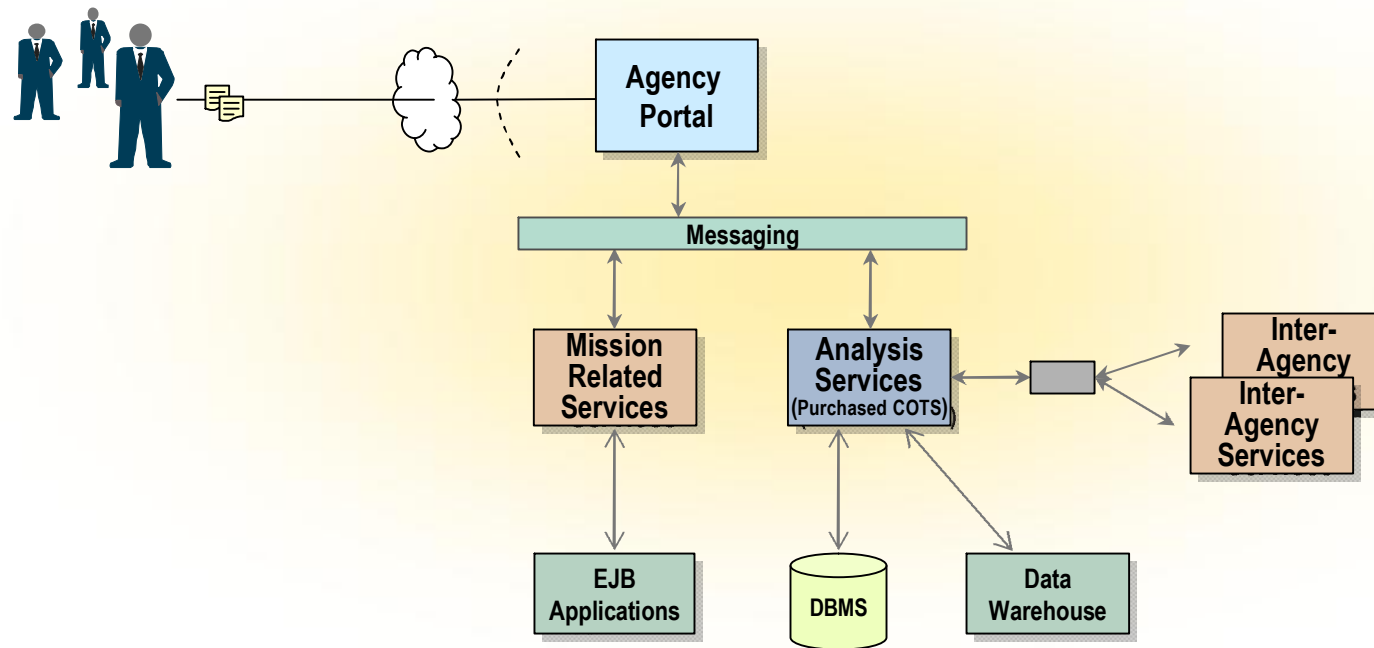 Agency
Portal
Messaging
Mission
Related
Services
Analysis
Services
(Purchased COTS)
Inter-
Agency
Inter-
Agency
Services
EJB
Applications
DBMS
Data
Warehouse